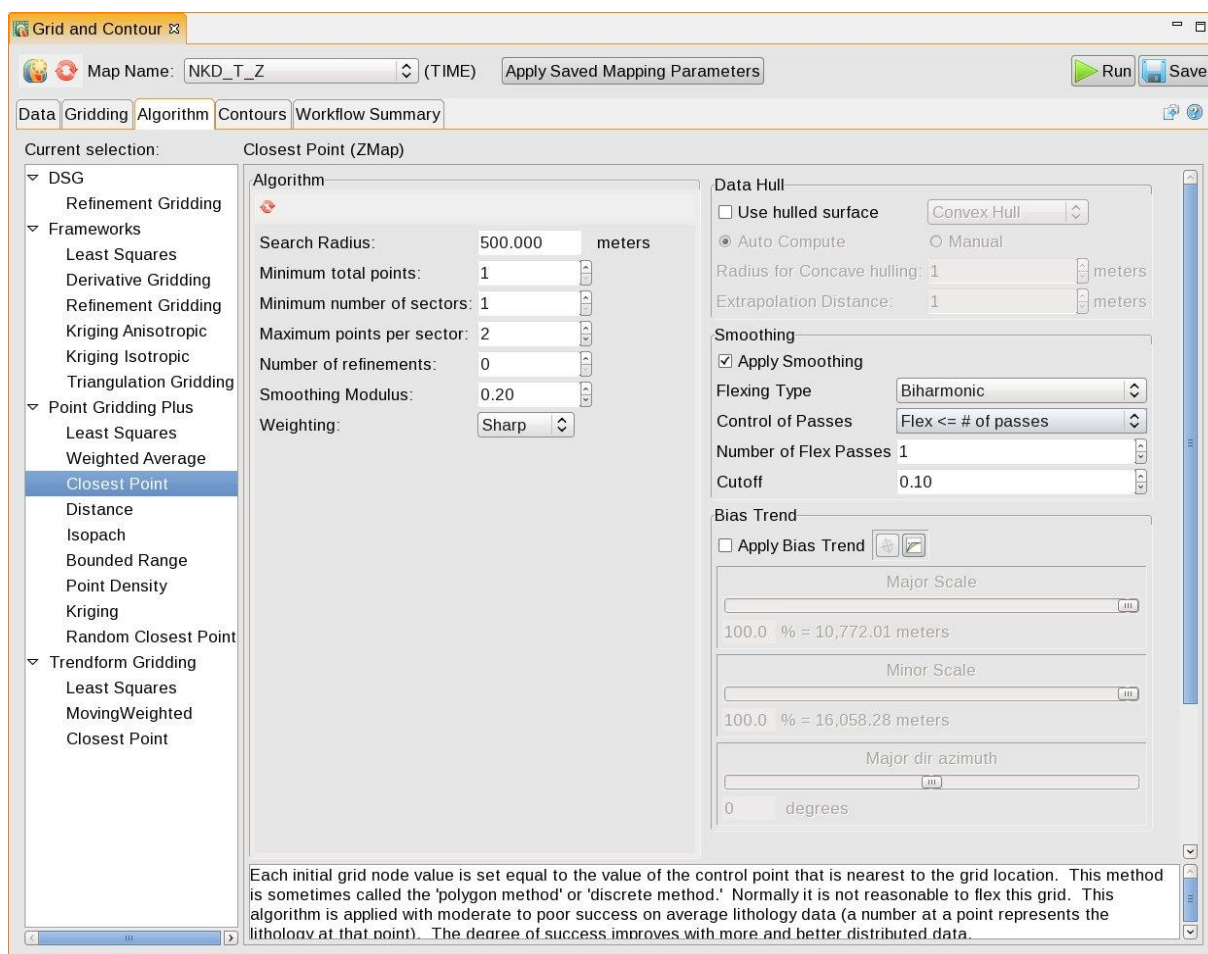 Grid and Contour
Map Name: NKD_T_Z (TIME) Apply Saved Mapping Parameters Run Save
Data Gridding Algorithm Contours Workflow Summary
Current selection: Closest Point (ZMap)
DSG
Refinement Gridding
Frameworks
Least Squares
Derivative Gridding
Refinement Gridding
Kriging Anisotropic
Kriging Isotropic
Triangulation Gridding
Point Gridding Plus
Least Squares
Weighted Average
Closest Point
Distance
Isopach
Bounded Range
Point Density
Kriging
Random Closest Point
Trendform Gridding
Least Squares
MovingWeighted
Closest Point
Algorithm
Search Radius: 500.000 meters
Minimum total points: 1
Minimum number of sectors: 1
Maximum points per sector: 2
Number of refinements: 0
Smoothing Modulus: 0.20
Weighting: Sharp
Data Hull
Use hulled surface Convex Hull
Auto Compute Manual
Radius for Concave hulling: 1 meters
Extrapolation Distance: 1 meters
Smoothing
Apply Smoothing
Flexing Type Biharmonic
Control of Passes Flex <= # of passes
Number of Flex Passes 1
Cutoff 0.10
Bias Trend
Apply Bias Trend
Major Scale
100.0 % = 10,772.01 meters
Minor Scale
100.0 % = 16,058.28 meters
Major dir azimuth
0 degrees
Each initial grid node value is set equal to the value of the control point that is nearest to the grid location. This method
is sometimes called the 'polygon method' or 'discrete method.' Normally it is not reasonable to flex this grid. This
algorithm is applied with moderate to poor success on average lithology data (a number at a point represents the
lithology at that point). The degree of success improves with more and better distributed data.